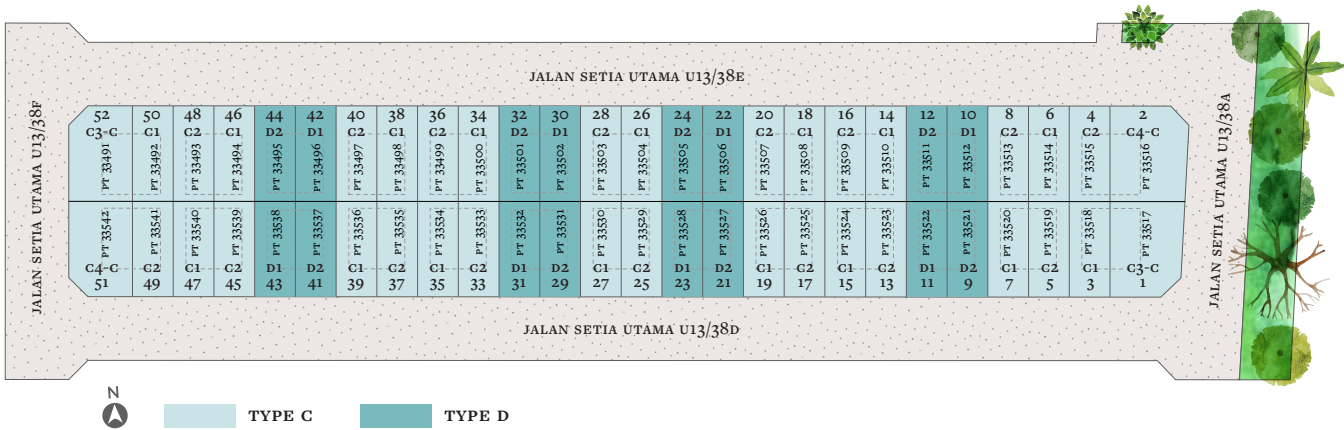 JALAN SETIA UTAMA U13/38E
JALAN SETIA UTAMA U13/38F
52 50 48 46 44 42 40 38 36 34 32 30 28 26 24 22 20 18 16 14 12 10 8 6 4 2
C3-C C1 C2 C1 D2 D1 C2 C1 C2 C1 D2 D1 C2 C1 D2 D1 C2 C1 C2 C1 D2 D1 C2 C1 C2 C4-C
PT 33491 PT 33492 PT 33493 PT 33494 PT 33495 PT 33496 PT 33497 PT 33498 PT 33499 PT 33500 PT 33501 PT 33502 PT 33503 PT 33504 PT 33505 PT 33506 PT 33507 PT 33508 PT 33509 PT 33510 PT 33511 PT 33512 PT 33513 PT 33514 PT 33515 PT 33516
PT 33542 PT 33541 PT 33540 PT 33539 PT 33538 PT 33537 PT 33536 PT 33535 PT 33534 PT 33533 PT 33532 PT 33531 PT 33530 PT 33529 PT 33528 PT 33527 PT 33526 PT 33525 PT 33524 PT 33523 PT 33522 PT 33521 PT 33520 PT 33519 PT 33518 PT 33517
C4-C C2 C1 C2 D1 D2 C1 C2 C1 C2 D1 D2 C1 C2 D1 D2 C1 C2 C1 C2 D1 D2 C1 C2 C1 C3-C
51 49 47 45 43 41 39 37 35 33 31 29 27 25 23 21 19 17 15 13 11 9 7 5 3 1
JALAN SETIA UTAMA U13/38A
JALAN SETIA UTAMA U13/38D
N
TYPE C
TYPE D